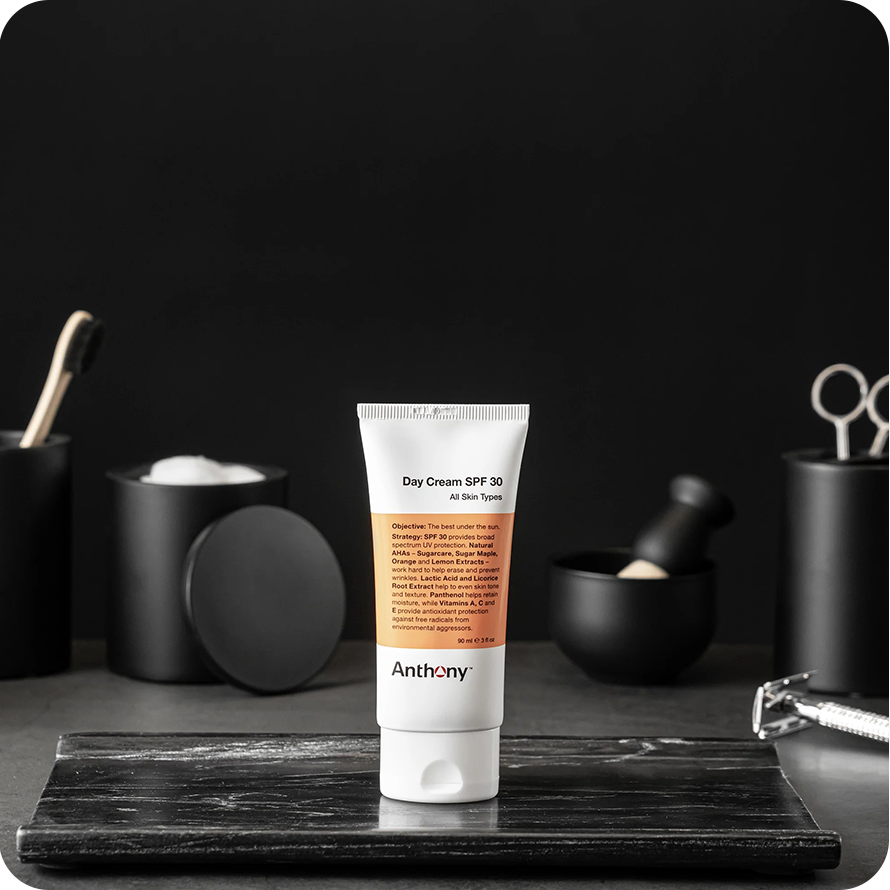 Day Cream SPF 30
All Skin Types
Objective: The best under the sun.
Strategy: SPF 30 provides broad
spectrum UV protection. Natural
AHAs – Sugarcare, Sugar Maple,
Orange and Lemon Extracts –
work hard to help erase and prevent
wrinkles. Lactic Acid and Licorice
Root Extract help to even skin tone
and texture. Panthenol helps retain
moisture, while Vitamins A, C and
E provide antioxidant protection
against free radicals from
environmental aggressors.
90 ml ℮ 3 fl oz
Anthony™